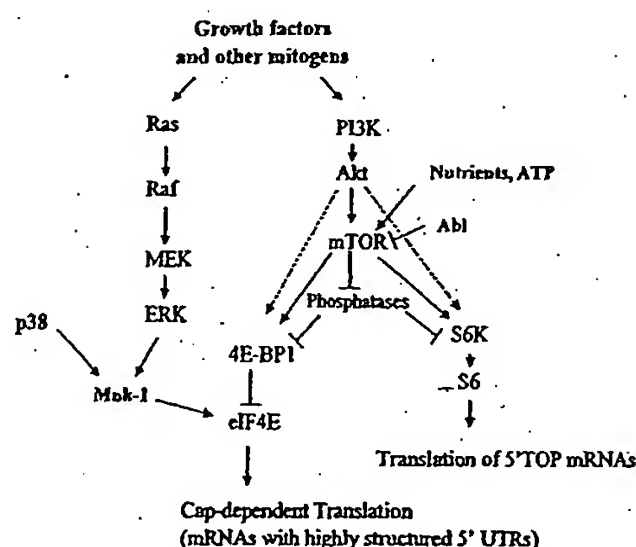 Growth factors
and other mitogens
Ras
PI3K
Raf
Akt
Nutrients, ATP
mTOR
Abl
MEK
Phosphatases
ERK
p38
S6K
4E-BP1
Mnk-1
S6
eIF4E
Translation of 5'TOP mRNAs
Cap-dependent Translation
(mRNAs with highly structured 5' UTRs)